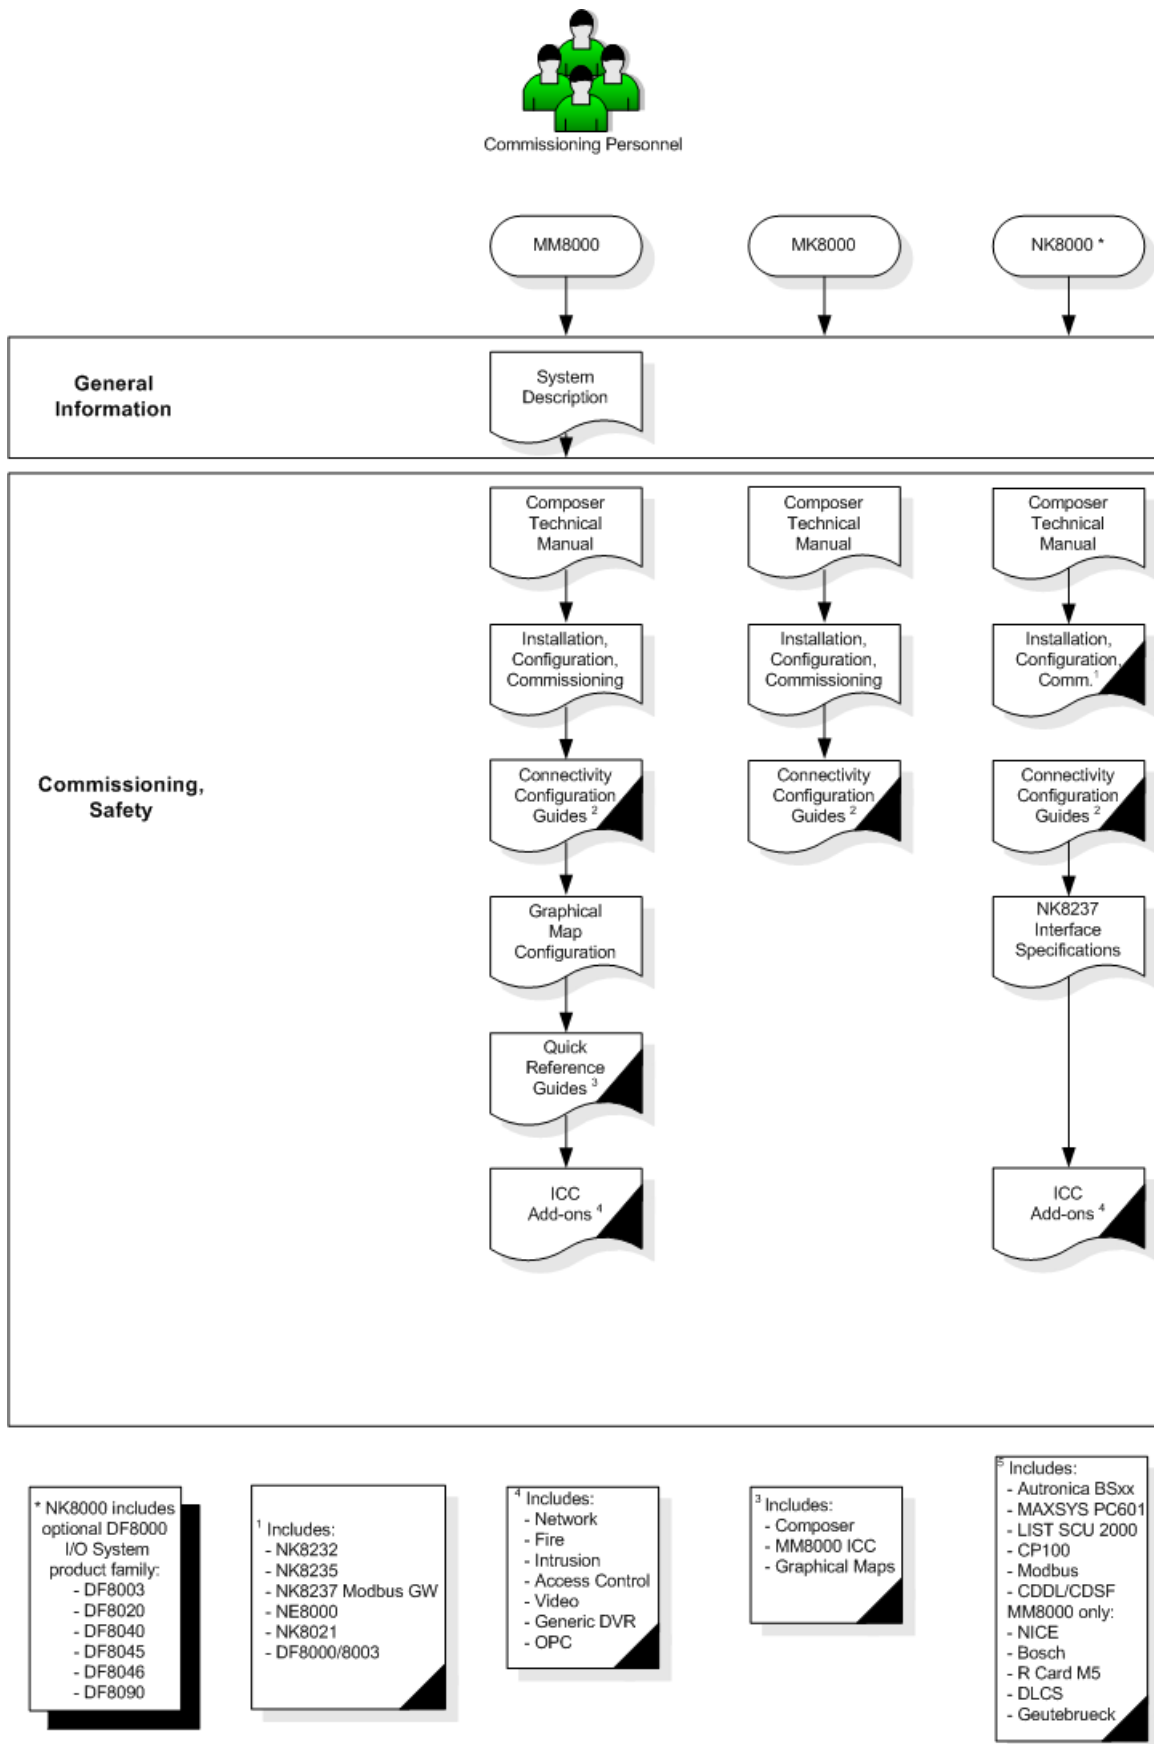 Commissioning Personnel
MM8000
MK8000
NK8000 *
General
Information
System
Description
Commissioning,
Safety
Composer
Technical
Manual
Installation,
Configuration,
Commissioning
Connectivity
Configuration
Guides 2
Graphical
Map
Configuration
Quick
Reference
Guides 3
ICC
Add-ons 4
Composer
Technical
Manual
Installation,
Configuration,
Commissioning
Connectivity
Configuration
Guides 2
Composer
Technical
Manual
Installation,
Configuration,
Comm.1
Connectivity
Configuration
Guides 2
NK8237
Interface
Specifications
ICC
Add-ons 4
* NK8000 includes
optional DF8000
I/O System
product family:
- DF8003
- DF8020
- DF8040
- DF8045
- DF8046
- DF8090
1 Includes:
- NK8232
- NK8235
- NK8237 Modbus GW
- NE8000
- NK8021
- DF8000/8003
4 Includes:
- Network
- Fire
- Intrusion
- Access Control
- Video
- Generic DVR
- OPC
3 Includes:
- Composer
- MM8000 ICC
- Graphical Maps
5 Includes:
- Autronica BSxx
- MAXSYS PC601
- LIST SCU 2000
- CP100
- Modbus
- CDDL/CDSF
MM8000 only:
- NICE
- Bosch
- R Card M5
- DLCS
- Geutebrueck